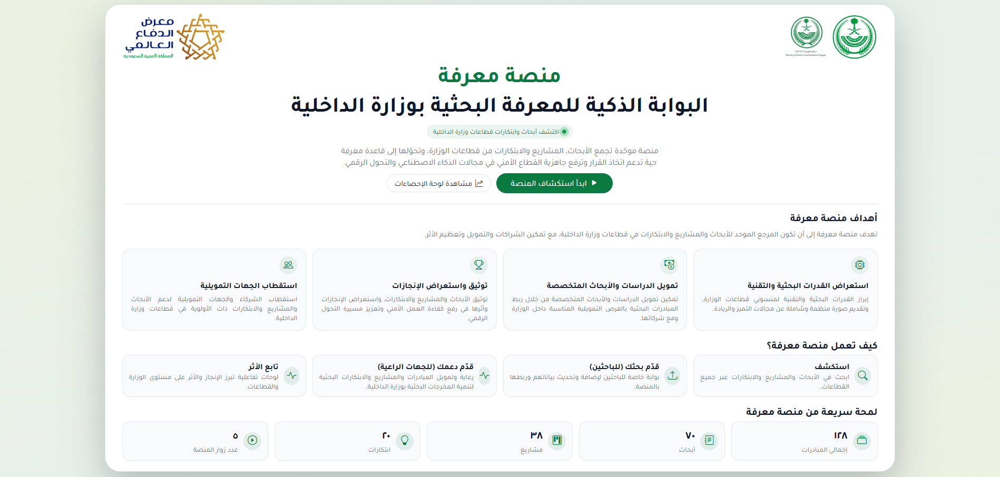 برنامج تطوير وزارة الداخلية
Ministry of Interior Transformation Program
معرض
الدفاع
العالمي
المملكة العربية السعودية
منصة معرفة
البوابة الذكية للمعرفة البحثية بوزارة الداخلية
اكتشف أبحاث وابتكارات قطاعات وزارة الداخلية
منصة موحّدة تجمع الأبحاث، المشاريع والابتكارات من قطاعات الوزارة، وتحوّلها إلى قاعدة معرفة
حية تدعم اتخاذ القرار وترفع جاهزية القطاع الأمني في مجالات الذكاء الاصطناعي والتحول الرقمي.
ابدأ استكشاف المنصة
مشاهدة لوحة الإحصاءات
أهداف منصة معرفة
تهدف منصة معرفة إلى أن تكون المرجع الموحد للأبحاث والمشاريع والابتكارات في قطاعات وزارة الداخلية، مع تمكين الشراكات والتمويل وتعظيم الأثر.
استعراض القدرات البحثية والتقنية
إبراز القدرات البحثية والتقنية لمنسوبي قطاعات الوزارة،
وتقديم صورة منظمة وشاملة عن مجالات التميز والريادة.
تمويل الدراسات والأبحاث المتخصصة
تمكين تمويل الدراسات والأبحاث المتخصصة من خلال ربط
المبادرات البحثية بالفرص التمويلية المناسبة داخل الوزارة
ومع شركائها.
توثيق واستعراض الإنجازات
توثيق الأبحاث والمشاريع والابتكارات، واستعراض الإنجازات
وأثرها في رفع كفاءة العمل الأمني وتعزيز مسيرة التحول
الرقمي.
استقطاب الجهات التمويلية
استقطاب الشركاء والجهات التمويلية لدعم الأبحاث
والمشاريع والابتكارات ذات الأولوية في قطاعات وزارة
الداخلية.
كيف تعمل منصة معرفة؟
استكشف
ابحث في الأبحاث والمشاريع والابتكارات عبر جميع
القطاعات.
قدّم بحثك (للباحثين)
بوابة خاصة للباحثين لإضافة وتحديث بياناتهم وربطها
بالمنصة.
قدّم دعمك (للجهات الراعية)
رعاية وتمويل المبادرات والمشاريع والابتكارات البحثية
لتنمية المخرجات البحثية بوزارة الداخلية.
تابع الأثر
لوحات تفاعلية تبرز الإنجاز والأثر على مستوى الوزارة
والقطاعات.
لمحة سريعة من منصة معرفة
١٢٨
إجمالي المبادرات
٧٠
أبحاث
٣٨
مشاريع
٢٠
ابتكارات
٥
عدد زوار المنصة